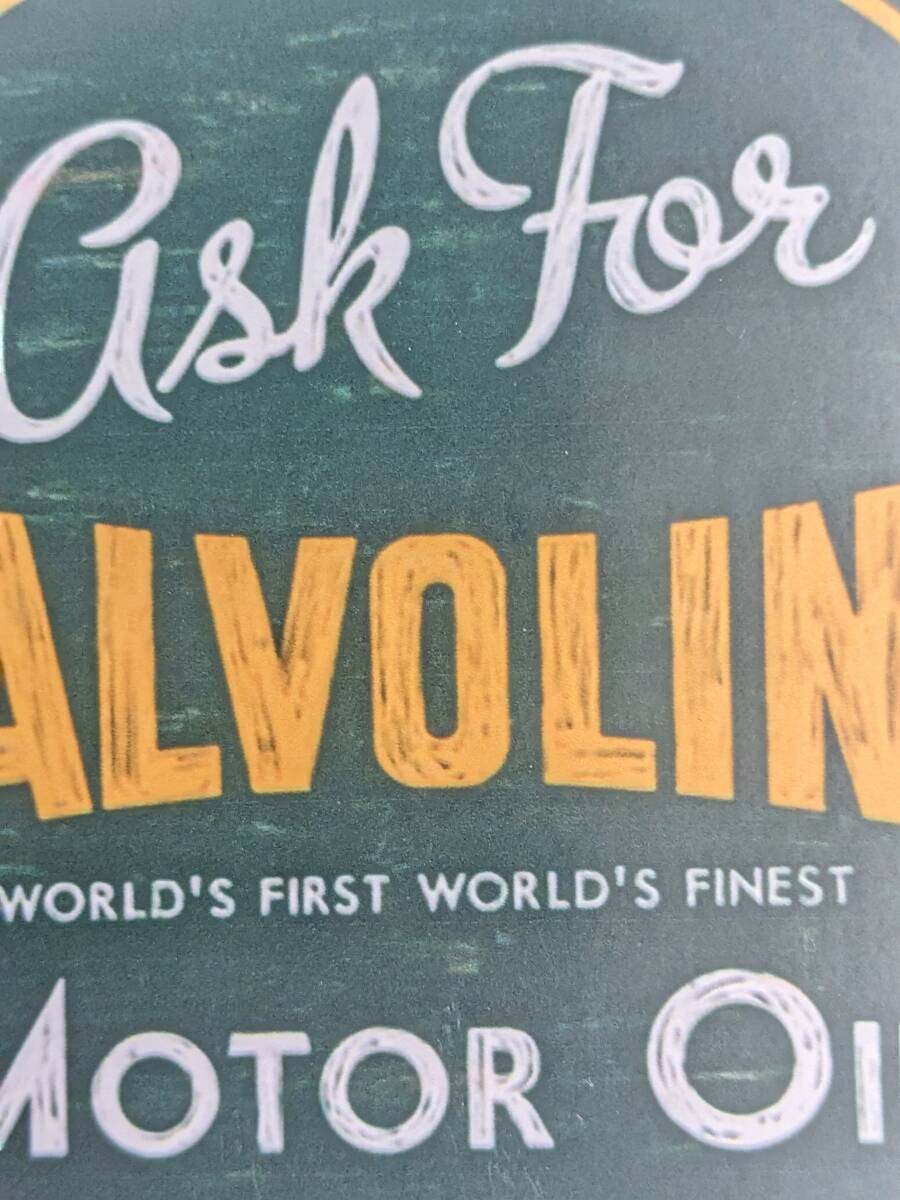 Ask For
ALVOLIN
WORLD'S FIRST WORLD'S FINEST
MOTOR OI